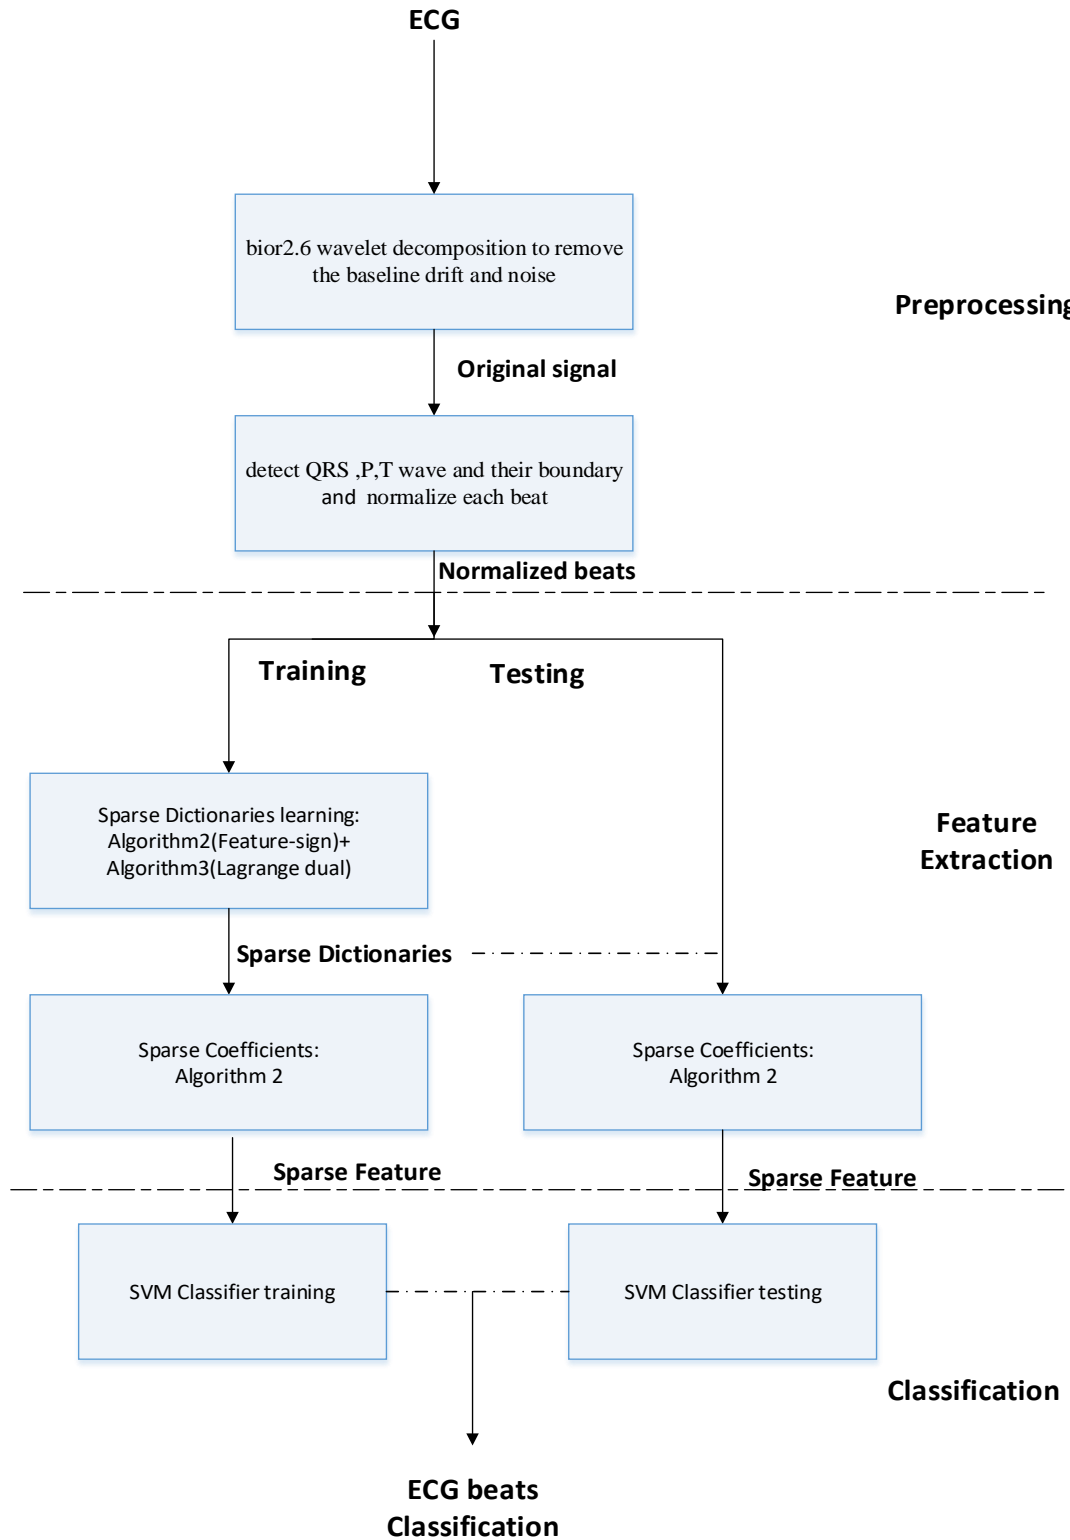 ECG
bior2.6 wavelet decomposition to remove
the baseline drift and noise
Preprocessing
Original signal
detect QRS ,P,T wave and their boundary
and normalize each beat
Normalized beats
Training
Testing
Sparse Dictionaries learning:
Algorithm2(Feature-sign)+
Algorithm3(Lagrange dual)
Feature
Extraction
Sparse Dictionaries
Sparse Coefficients:
Algorithm 2
Sparse Coefficients:
Algorithm 2
Sparse Feature
Sparse Feature
SVM Classifier training
SVM Classifier testing
Classification
ECG beats
Classification